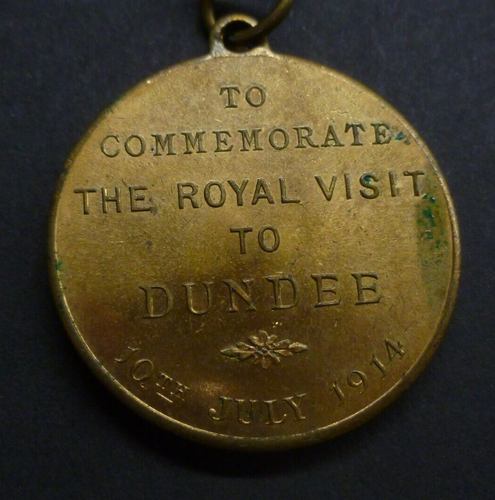 TO
COMMEMORATE
THE ROYAL VISIT
TO
DUNDEE
10TH JULY 1914